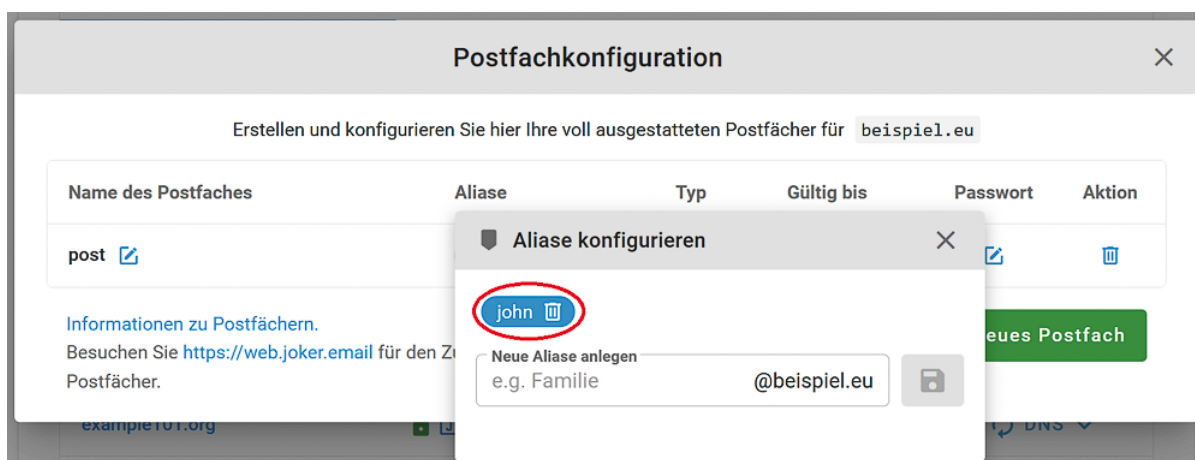 Postfachkonfiguration
Erstellen und konfigurieren Sie hier Ihre voll ausgestatteten Postfächer für beispiel.eu
Name des Postfaches Aliase Typ Gültig bis Passwort Aktion
post
Aliase konfigurieren
john
Informationen zu Postfächern.
Besuchen Sie https://web.joker.email für den
Postfächer.
Postfach
Neue Aliase anlegen
e.g. Familie @beispiel.eu
example101.org
DNS